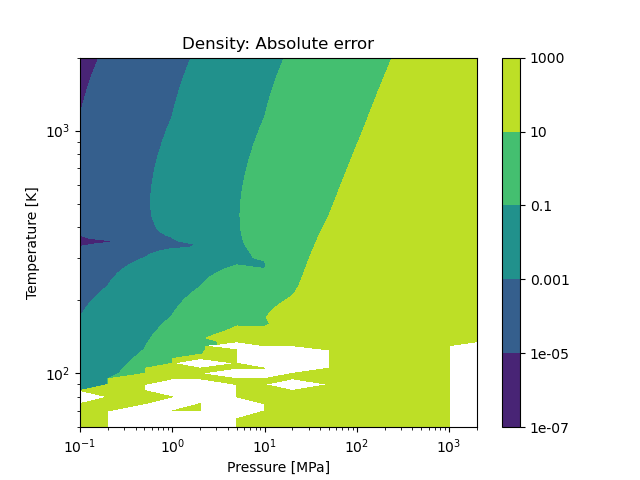 Density: Absolute error
Temperature [K]
10³
10²
10⁻¹ 10⁰ 10¹ 10² 10³
Pressure [MPa]
1000
10
0.1
0.001
1e-05
1e-07